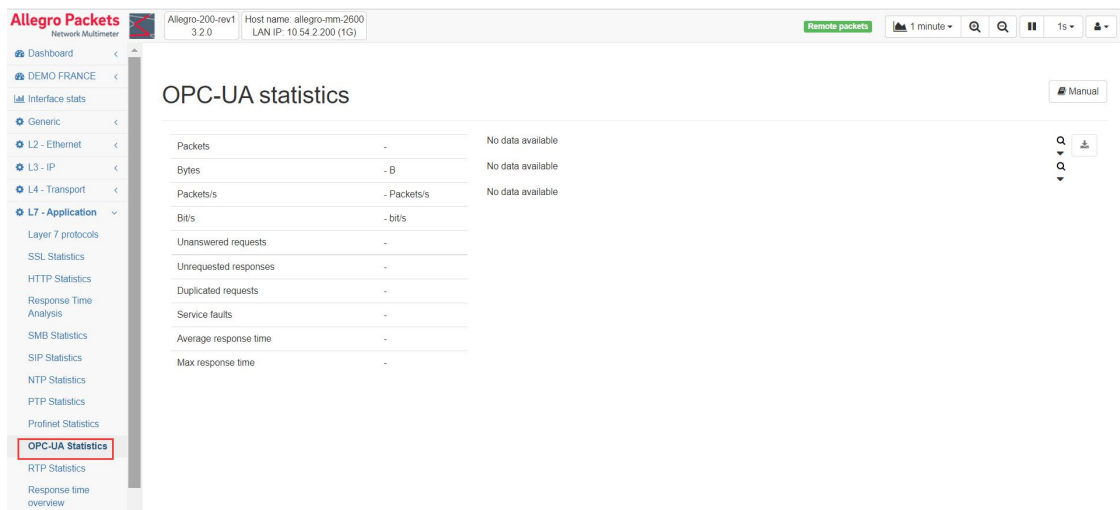 Allegro Packets
Network Multimeter
Allegro-200-rev1
3.2.0
Host name: allegro-mm-2600
LAN IP: 10.54.2.200 (1G)
Remote packets
1 minute
1s
Dashboard
DEMO FRANCE
Interface stats
Generic
L2 - Ethernet
L3 - IP
L4 - Transport
L7 - Application
Layer 7 protocols
SSL Statistics
HTTP Statistics
Response Time
Analysis
SMB Statistics
SIP Statistics
NTP Statistics
PTP Statistics
Profinet Statistics
OPC-UA Statistics
RTP Statistics
Response time
overview
OPC-UA statistics
Manual
Packets -
Bytes - B
Packets/s - Packets/s
Bit/s - bit/s
Unanswered requests -
Unrequested responses -
Duplicated requests -
Service faults -
Average response time -
Max response time -
No data available
No data available
No data available